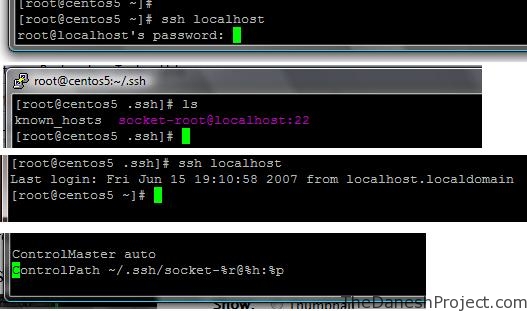 [root@centos5 ~]#
[root@centos5 ~]# ssh localhost
root@localhost's password:
root@centos5:~/.ssh
[root@centos5 .ssh]# ls
known_hosts socket-root@localhost:22
[root@centos5 .ssh]#
[root@centos5 .ssh]# ssh localhost
Last login: Fri Jun 15 19:10:58 2007 from localhost.localdomain
[root@centos5 ~]#
ControlMaster auto
ControlPath ~/.ssh/socket-%r@%h:%p
Show: Thumbnail
TheDaneshProject.com